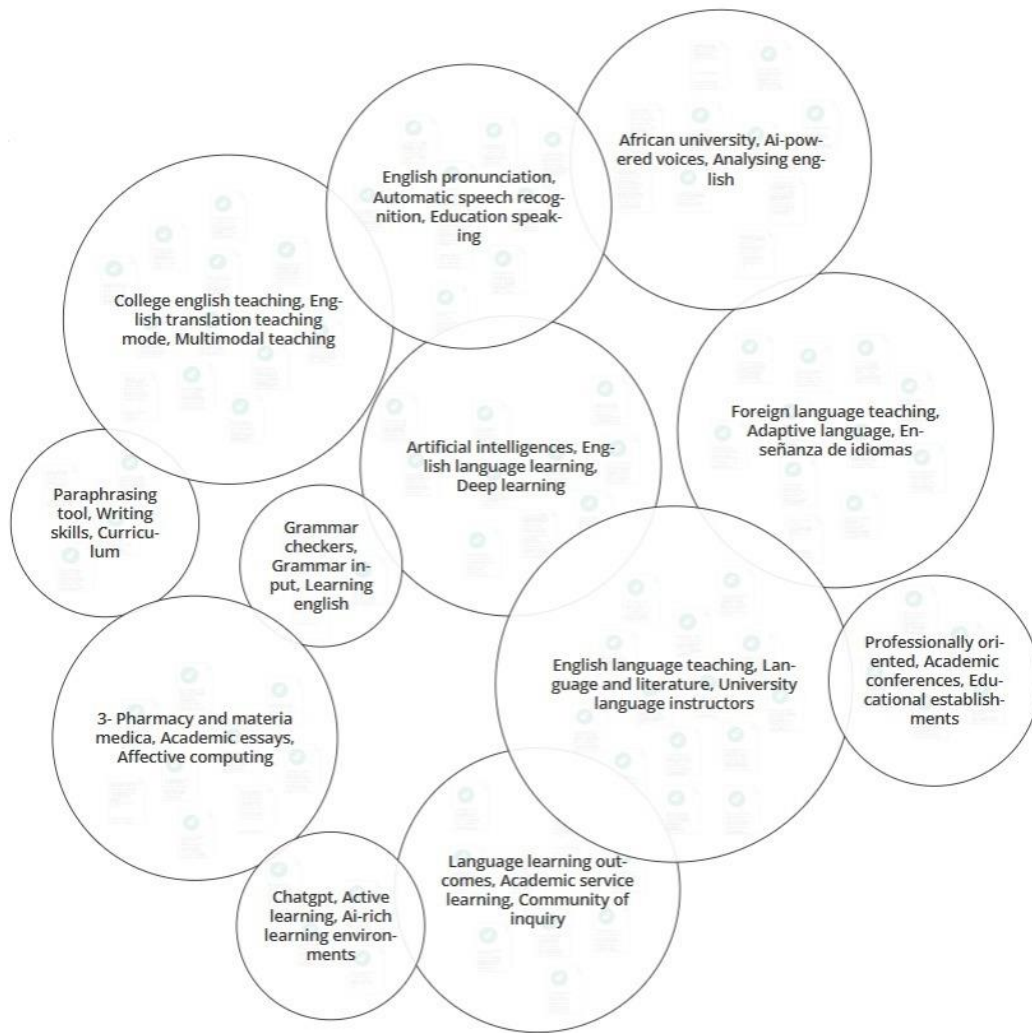 African university, Ai-pow-
ered voices, Analysing eng-
lish
English pronunciation,
Automatic speech recog-
nition, Education speak-
ing
College english teaching, Eng-
lish translation teaching
mode, Multimodal teaching
Foreign language teaching,
Adaptive language, En-
señanza de idiomas
Artificial intelligences, Eng-
lish language learning,
Deep learning
Paraphrasing
tool, Writing
skills, Curricu-
lum
Grammar
checkers,
Grammar in-
put, Learning
english
English language teaching, Lan-
guage and literature, University
language instructors
Professionally ori-
ented, Academic
conferences, Edu-
cational establish-
ments
3- Pharmacy and materia
medica, Academic essays,
Affective computing
Language learning out-
comes, Academic service
learning, Community of
inquiry
Chatgpt, Active
learning, Ai-rich
learning environ-
ments